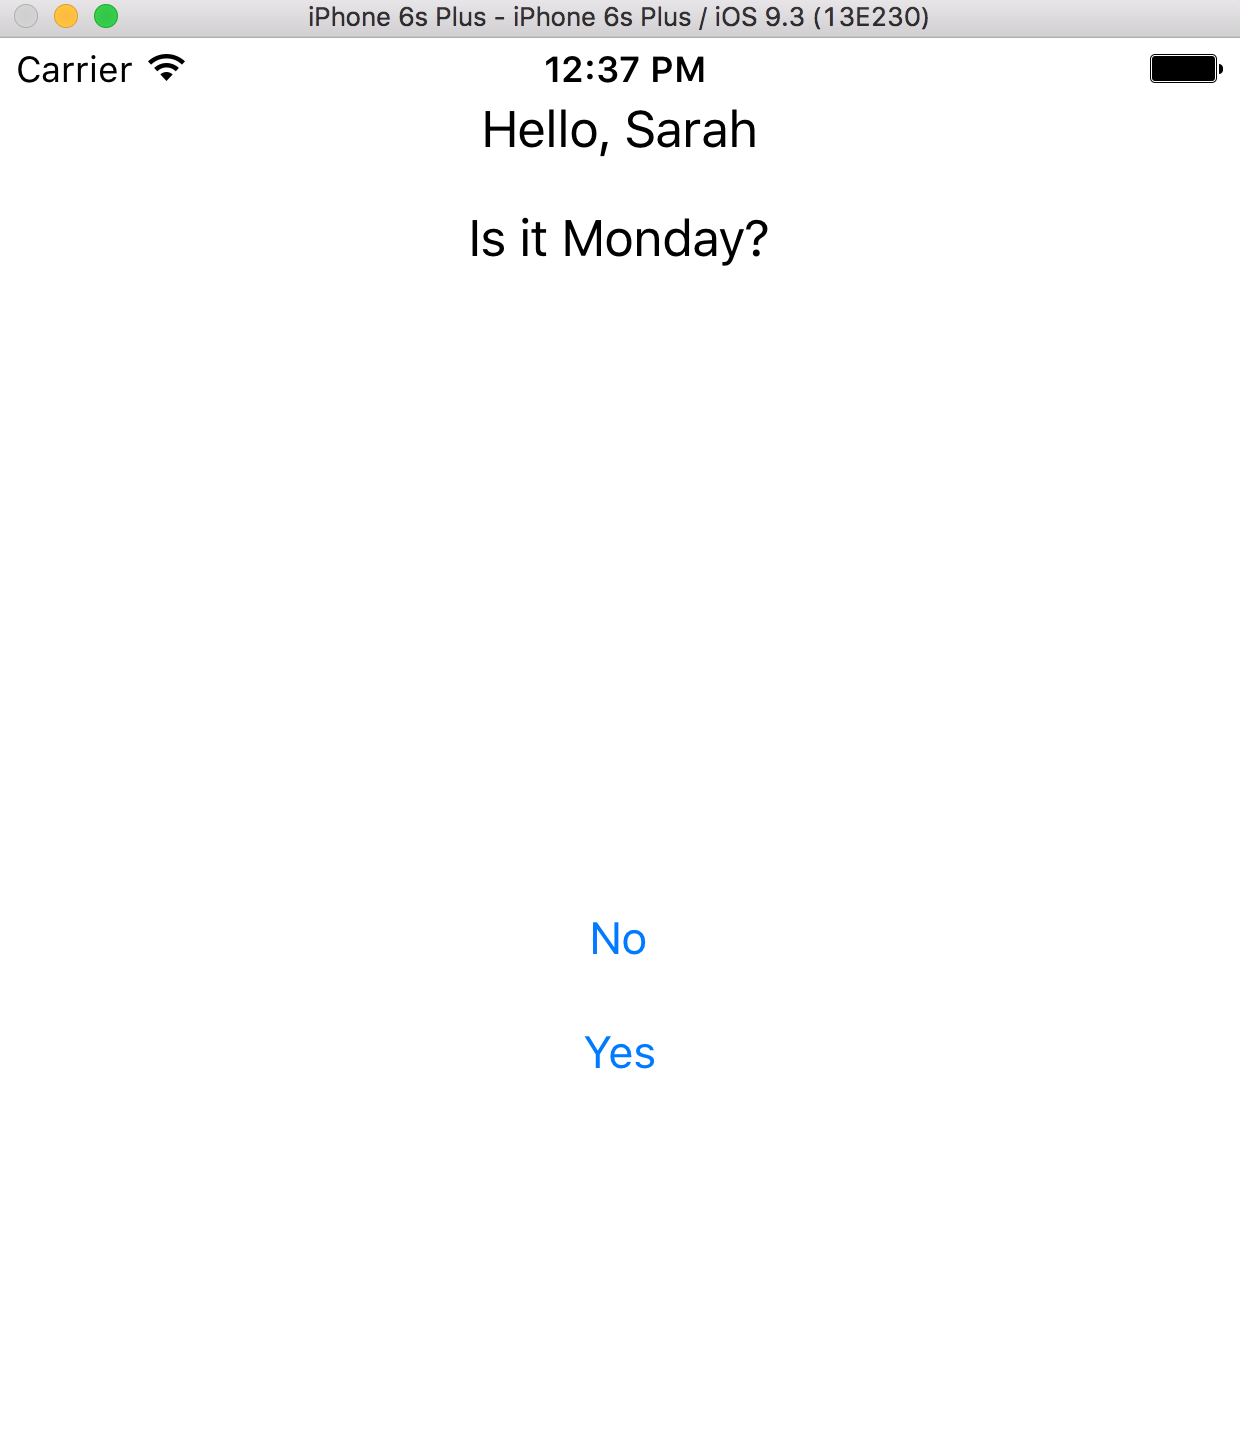 iPhone 6s Plus - iPhone 6s Plus / iOS 9.3 (13E230)
Carrier 12:37 PM
Hello, Sarah
Is it Monday?
No
Yes